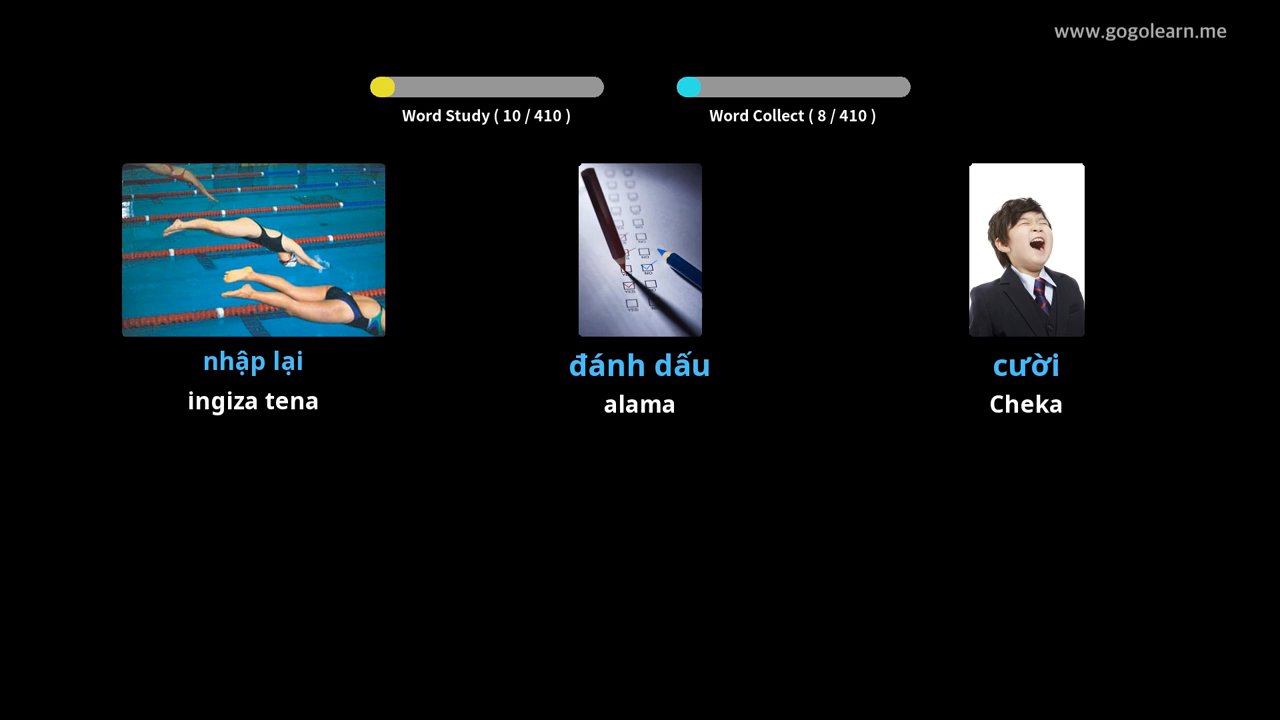 www.gogolearn.me
Word Study ( 10 / 410 )
Word Collect ( 8 / 410 )
nhập lại
ingiza tena
đánh dấu
alama
cười
Cheka